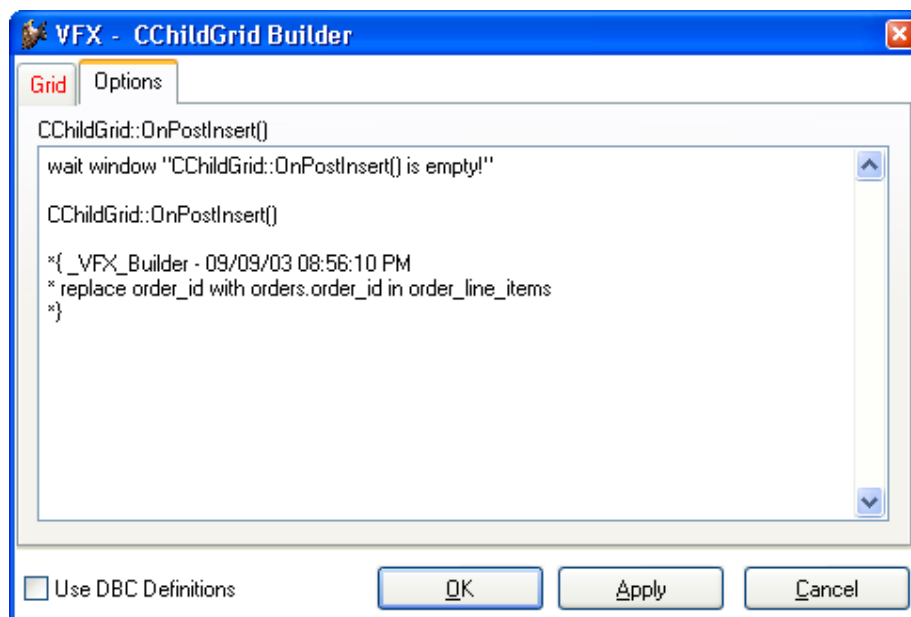 VFX - CChildGrid Builder
Grid Options
CChildGrid::OnPostInsert()
wait window "CChildGrid::OnPostInsert() is empty!"
CChildGrid::OnPostInsert()
*{ _VFX_Builder - 09/09/03 08:56:10 PM
* replace order_id with orders.order_id in order_line_items
*}
Use DBC Definitions OK Apply Cancel